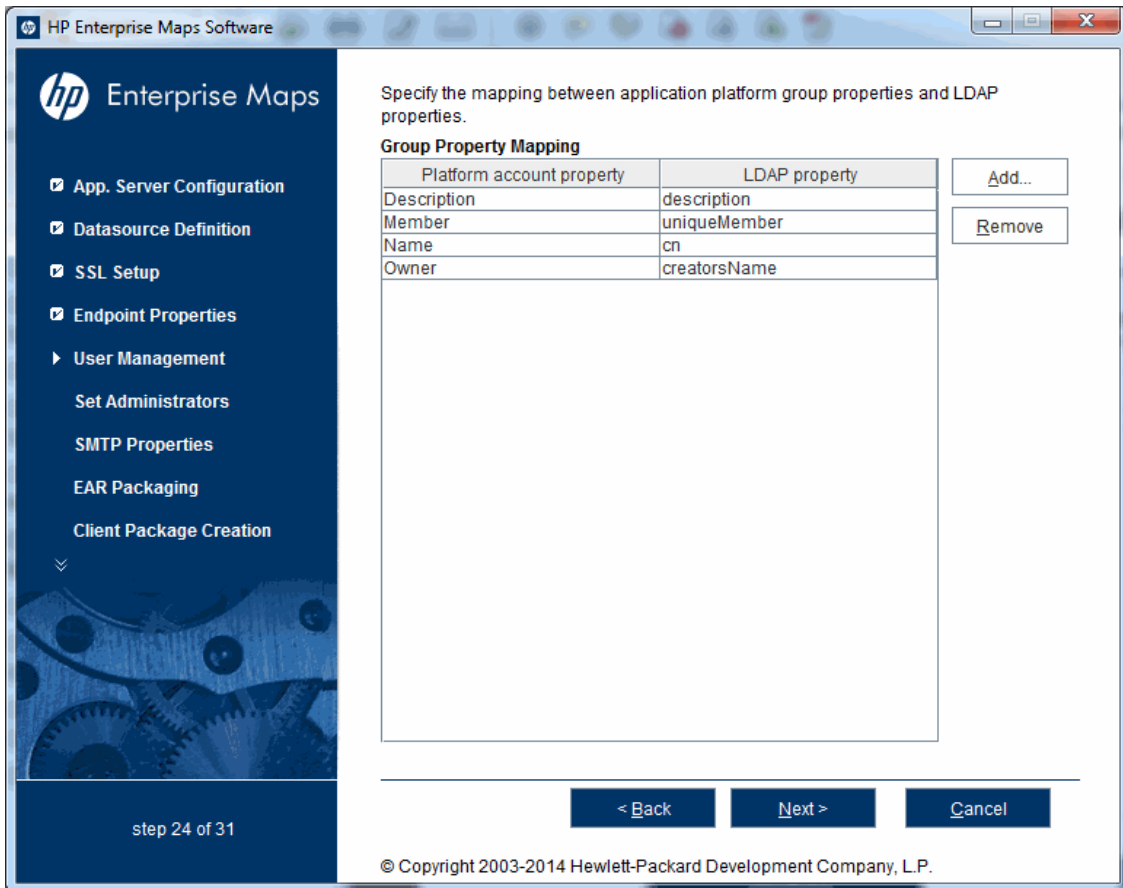 HP Enterprise Maps Software
hp Enterprise Maps
App. Server Configuration
Datasource Definition
SSL Setup
Endpoint Properties
User Management
Set Administrators
SMTP Properties
EAR Packaging
Client Package Creation
step 24 of 31
Specify the mapping between application platform group properties and LDAP
properties.
Group Property Mapping
Platform account property LDAP property
Description description
Member uniqueMember
Name cn
Owner creatorsName
Add...
Remove
< Back Next > Cancel
© Copyright 2003-2014 Hewlett-Packard Development Company, L.P.